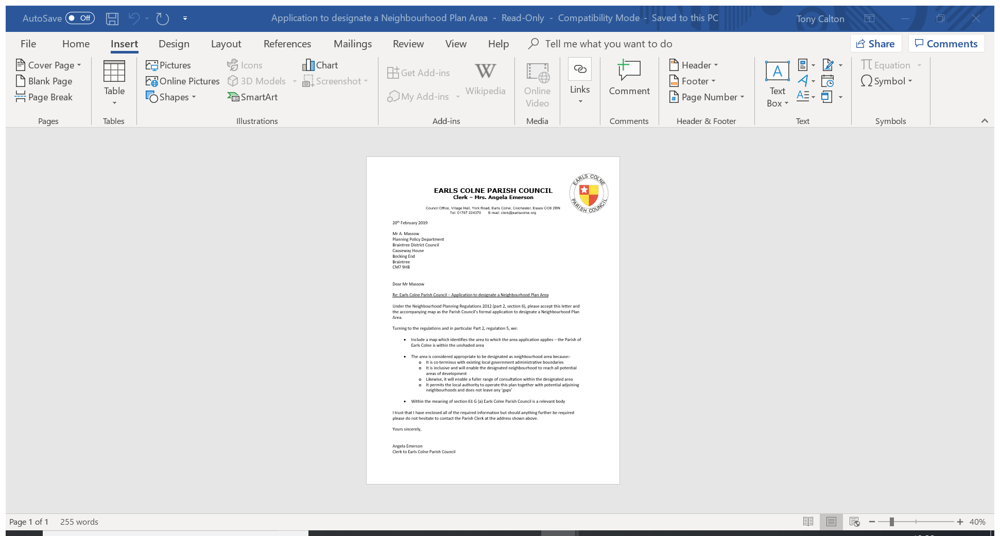 AutoSave Off Application to designate a Neighbourhood Plan Area - Read-Only - Compatibility Mode - Saved to this PC Tony Calton
File Home Insert Design Layout References Mailings Review View Help Tell me what you want to do Share Comments
Cover Page
Blank Page
Page Break
Pages
Table
Tables
Pictures
Online Pictures
Shapes
Icons
3D Models
SmartArt
Chart
Screenshot
Illustrations
Get Add-ins
My Add-ins
W
Wikipedia
Add-ins
Online
Video
Media
Links
Comment
Comments
Header
Footer
Page Number
Header & Footer
A
Text
Box
Text
Equation
Symbol
Symbols
EARLS COLNE
PARISH COUNCIL
EARLS COLNE PARISH COUNCIL
Clerk – Mrs. Angela Emerson
Council Office, Village Hall, York Road, Earls Colne, Colchester, Essex CO6 2RN
Tel: 01787 224370 E-mail: clerk@earlscolne.org
20th February 2019
Mr A. Massow
Planning Policy Department
Braintree District Council
Causeway House
Bocking End
Braintree
CM7 9HB
Dear Mr Massow
Re: Earls Colne Parish Council – Application to designate a Neighbourhood Plan Area
Under the Neighbourhood Planning Regulations 2012 (part 2, section 6), please accept this letter and
the accompanying map as the Parish Council's formal application to designate a Neighbourhood Plan
Area.
Turning to the regulations and in particular Part 2, regulation 5, we:
• Include a map which identifies the area to which the area application applies – the Parish of
Earls Colne is within the unshaded area
• The area is considered appropriate to be designated as neighbourhood area because:-
o It is co-terminus with existing local government administrative boundaries
o It is inclusive and will enable the designated neighbourhood to reach all potential
areas of development
o Likewise, it will enable a fuller range of consultation within the designated area
o It permits the local authority to operate this plan together with potential adjoining
neighbourhoods and does not leave any 'gaps'
• Within the meaning of section 61 G (a) Earls Colne Parish Council is a relevant body
I trust that I have enclosed all of the required information but should anything further be required
please do not hesitate to contact the Parish Clerk at the address shown above.
Yours sincerely,
Angela Emerson
Clerk to Earls Colne Parish Council
Page 1 of 1 255 words 40%